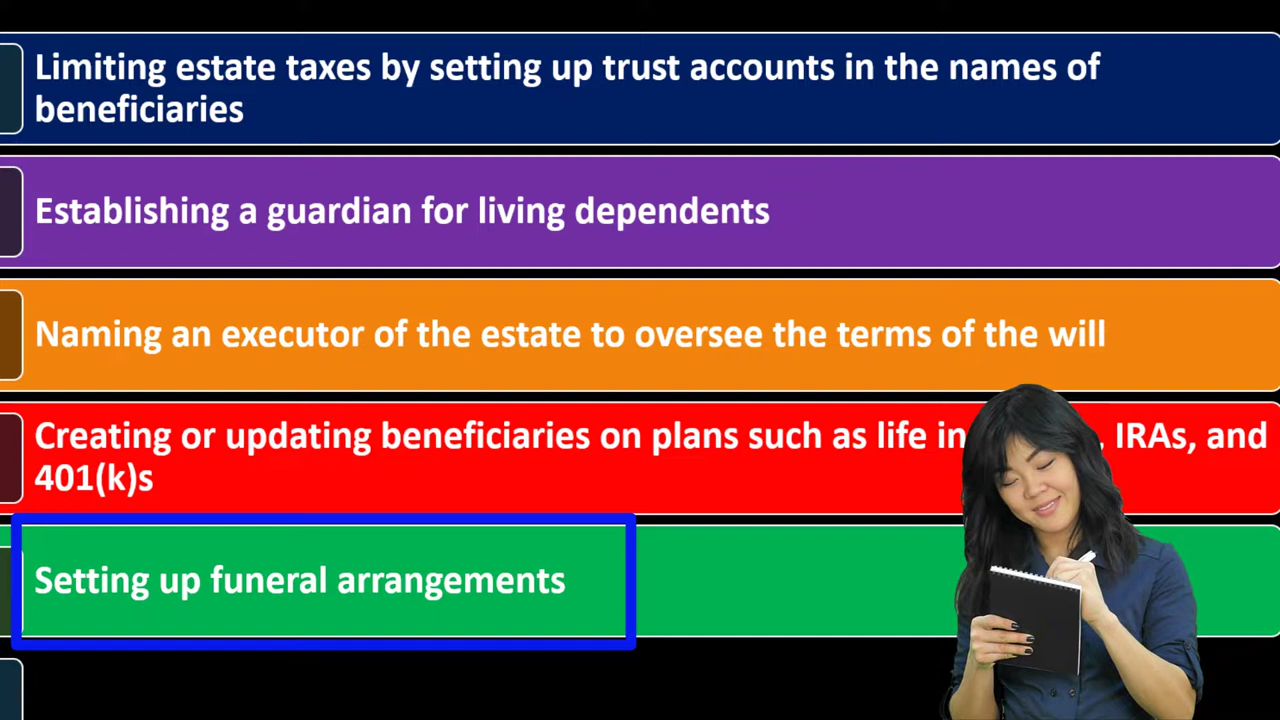 Limiting estate taxes by setting up trust accounts in the names of
beneficiaries
Establishing a guardian for living dependents
Naming an executor of the estate to oversee the terms of the will
Creating or updating beneficiaries on plans such as life , IRAs, and
401(k)s
Setting up funeral arrangements